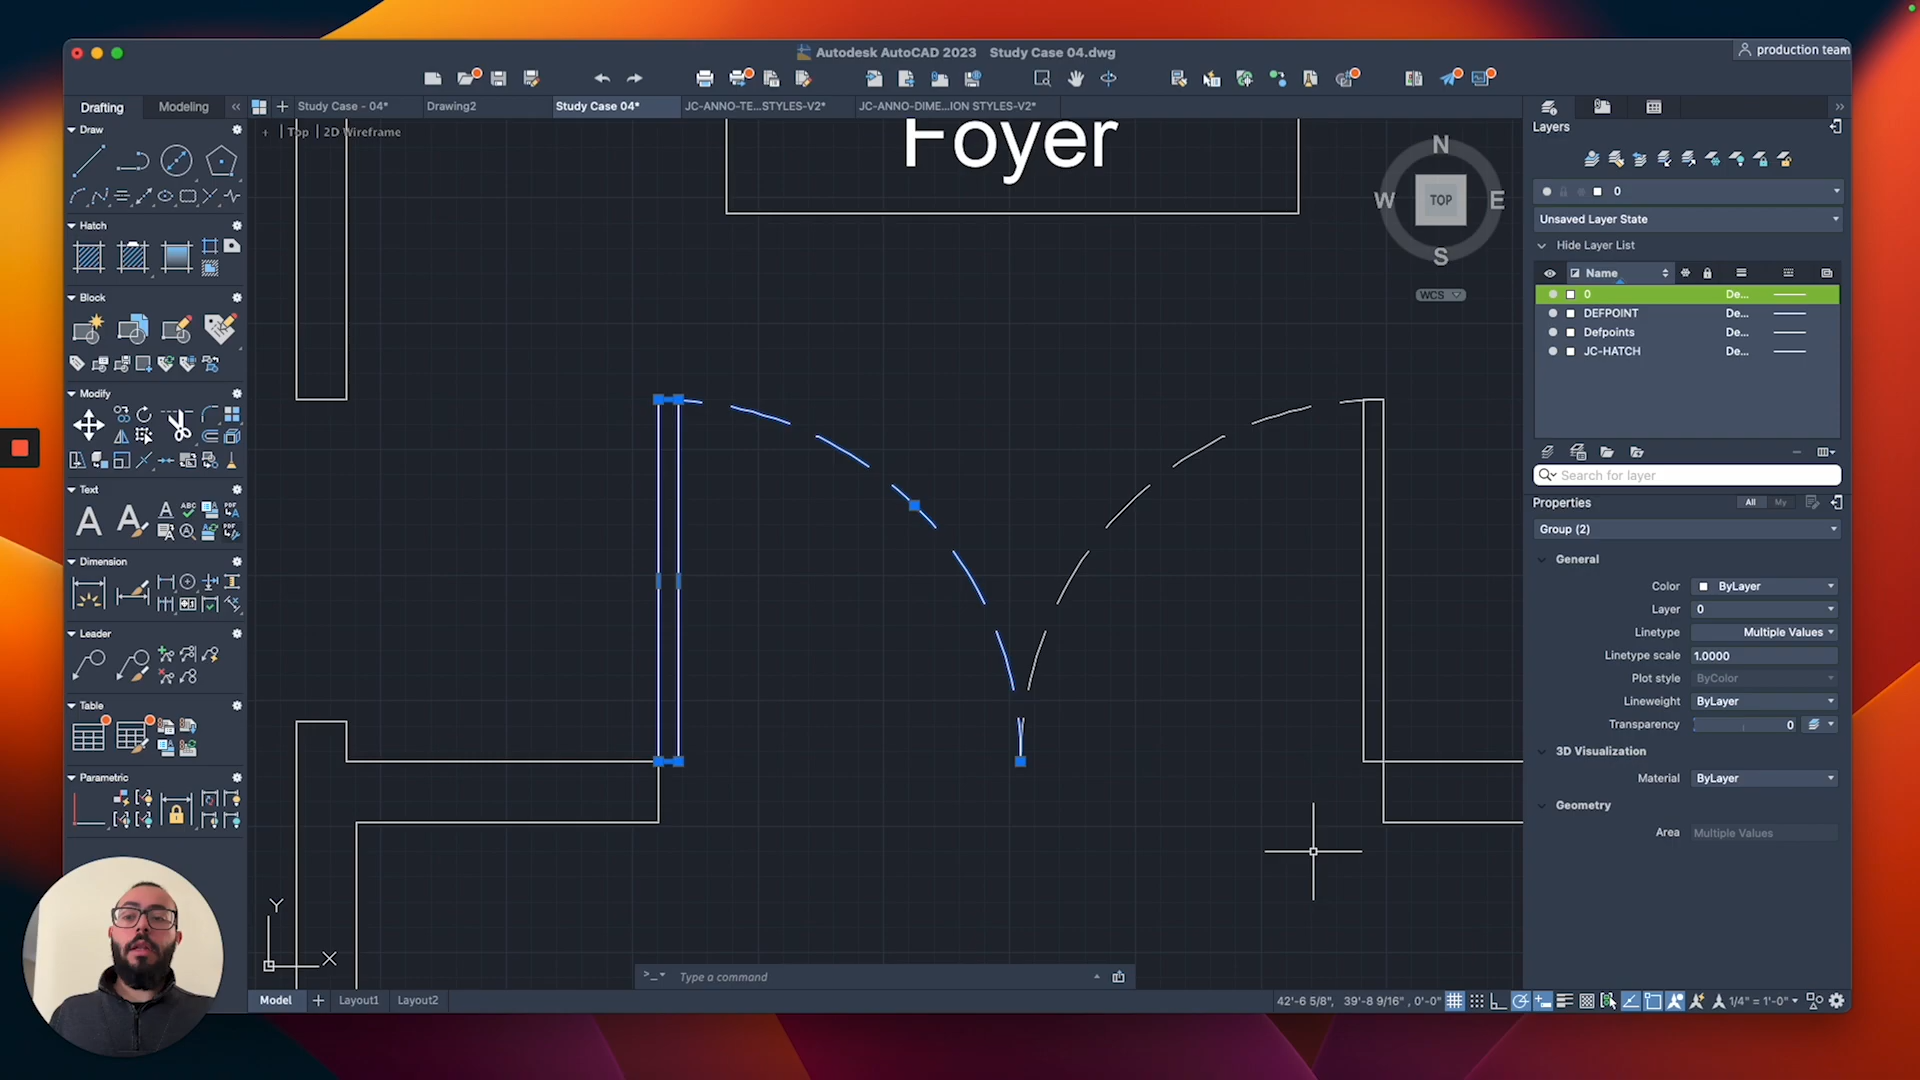 Autodesk AutoCAD 2023 Study Case 04.dwg
production team
Drafting Modeling
Study Case - 04* Drawing2 Study Case 04* JC-ANNO-TE...STYLES-V2* JC-ANNO-DIME...ION STYLES-V2*
+ Top 2D Wireframe
Foyer
N
W TOP E
S
WCS
Draw
Hatch
Block
Modify
Text
Dimension
Leader
Table
Parametric
Layers
0
Unsaved Layer State
Hide Layer List
Name
0 De...
DEFPOINT De...
Defpoints De...
JC-HATCH De...
Search for layer
Properties All My
Group (2)
General
Color ByLayer
Layer 0
Linetype Multiple Values
Linetype scale 1.0000
Plot style ByColor
Lineweight ByLayer
Transparency 0
3D Visualization
Material ByLayer
Geometry
Area Multiple Values
Y
X
>_ Type a command
Model + Layout1 Layout2
42'-6 5/8", 39'-8 9/16" , 0'-0"
1/4" = 1'-0"